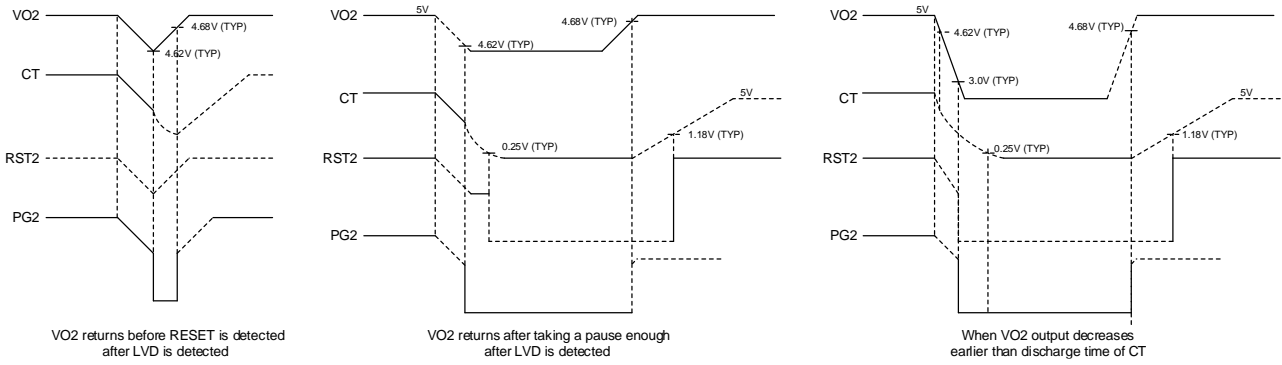 VO2
4.68V (TYP)
4.62V (TYP)
CT
RST2
PG2
VO2 returns before RESET is detected
after LVD is detected
VO2
5V
4.68V (TYP)
4.62V (TYP)
CT
5V
1.18V (TYP)
0.25V (TYP)
RST2
PG2
VO2 returns after taking a pause enough
after LVD is detected
VO2
5V
4.62V (TYP)
4.68V (TYP)
3.0V (TYP)
CT
5V
1.18V (TYP)
0.25V (TYP)
RST2
PG2
When VO2 output decreases
earlier than discharge time of CT